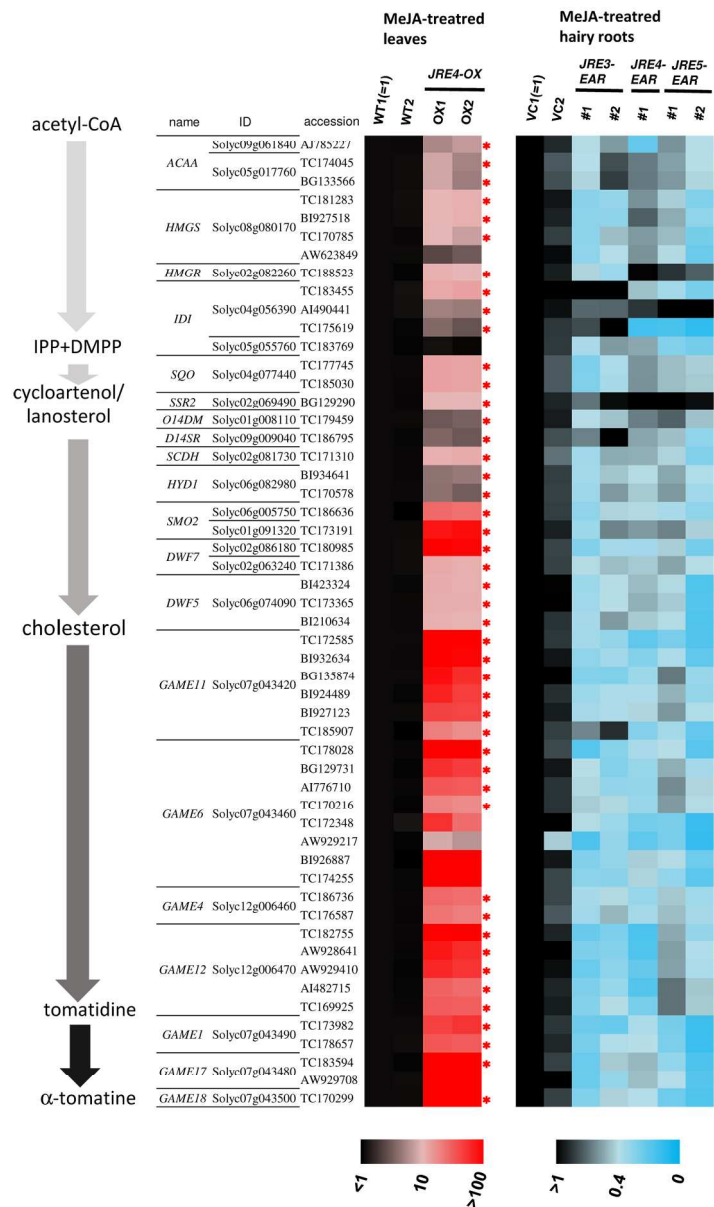 MeJA-treatred leaves
MeJA-treatred hairy roots
JRE4-OX
JRE3-EAR JRE4-EAR JRE5-EAR
WT1(=1) WT2 OX1 OX2
VC1(=1) VC2 #1 #2 #1 #1 #2
name ID accession
acetyl-CoA
IPP+DMPP
cycloartenol/
lanosterol
cholesterol
tomatidine
α-tomatine
Solyc09g061840 AJ785227 *
ACAA Solyc05g017760 TC174045 *
BG133566 *
TC181283 *
HMGS Solyc08g080170 BI927518 *
TC170785 *
AW623849
HMGR Solyc02g082260 TC188523 *
TC183455 *
IDI Solyc04g056390 AI490441 *
TC175619 *
Solyc05g055760 TC183769
SQO Solyc04g077440 TC177745 *
TC185030 *
SSR2 Solyc02g069490 BG129290 *
O14DM Solyc01g008110 TC179459 *
D14SR Solyc09g009040 TC186795 *
SCDH Solyc02g081730 TC171310 *
HYD1 Solyc06g082980 BI934641 *
TC170578 *
SMO2 Solyc06g005750 TC186636 *
Solyc01g091320 TC173191 *
DWF7 Solyc02g086180 TC180985 *
Solyc02g063240 TC171386 *
BI423324 *
DWF5 Solyc06g074090 TC173365 *
BI210634 *
TC172585 *
BI932634 *
GAME11 Solyc07g043420 BG135874 *
BI924489 *
BI927123 *
TC185907 *
TC178028 *
BG129731 *
AI776710 *
GAME6 Solyc07g043460 TC170216 *
TC172348
AW929217
BI926887
TC174255
GAME4 Solyc12g006460 TC186736 *
TC176587 *
TC182755 *
AW928641 *
GAME12 Solyc12g006470 AW929410 *
AI482715 *
TC169925 *
GAME1 Solyc07g043490 TC173982 *
TC178657 *
GAME17 Solyc07g043480 TC183594 *
AW929708
GAME18 Solyc07g043500 TC170299 *
<1 10 >100
>1 0.4 0